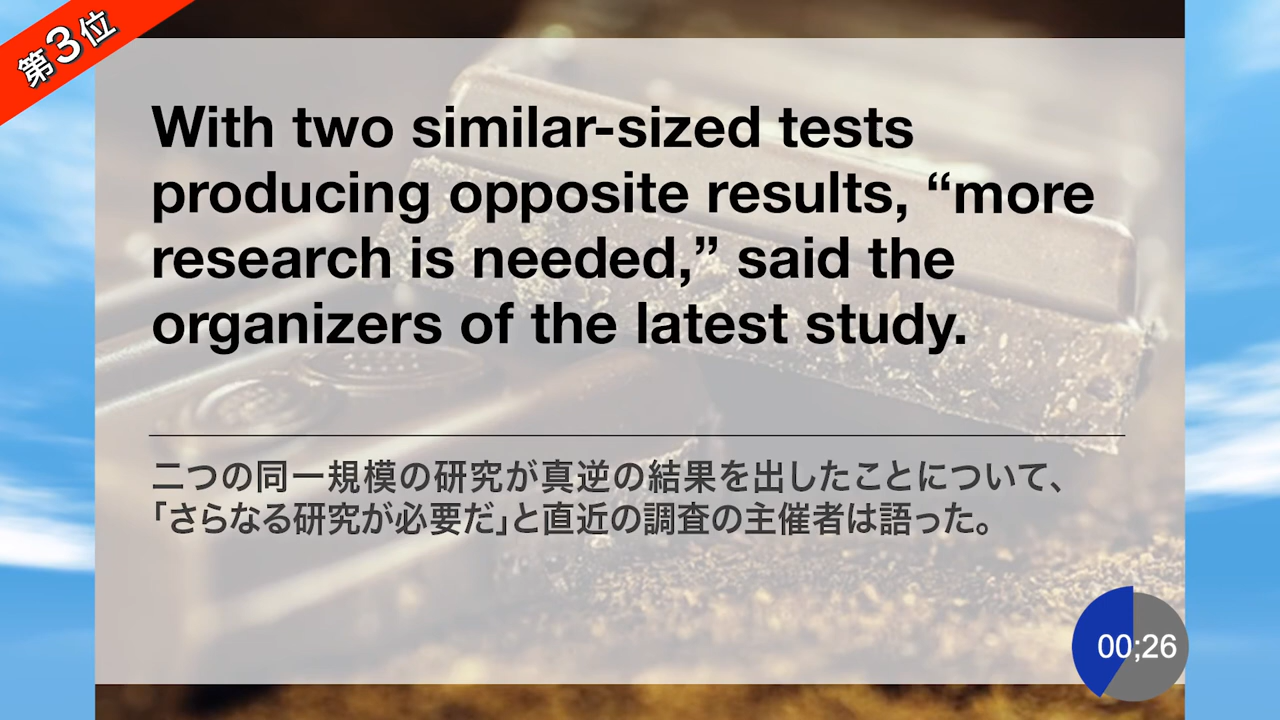 第3位
With two similar-sized tests
producing opposite results, “more
research is needed,” said the
organizers of the latest study.
二つの同一規模の研究が真逆の結果を出したことについて、
「さらなる研究が必要だ」と直近の調査の主催者は語った。
00;26